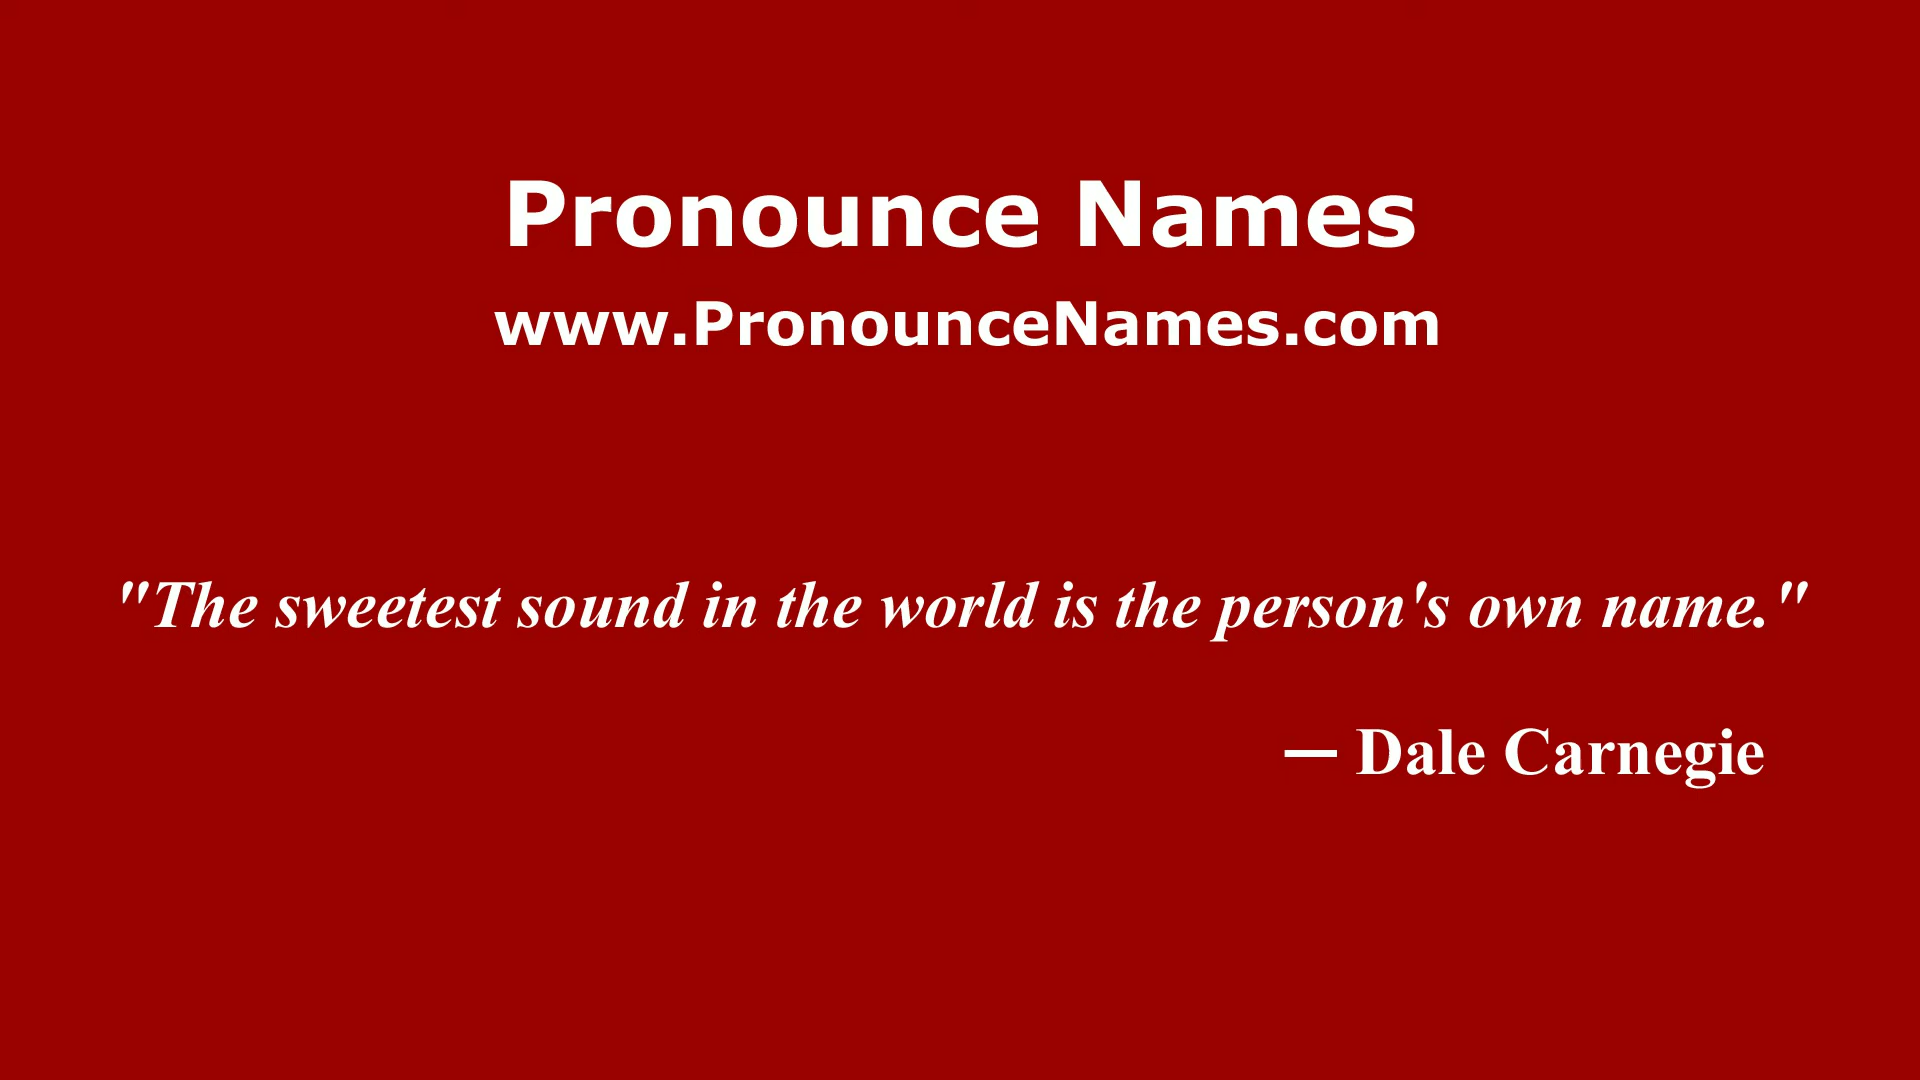 Pronounce Names
www.PronounceNames.com
"The sweetest sound in the world is the person's own name."
— Dale Carnegie